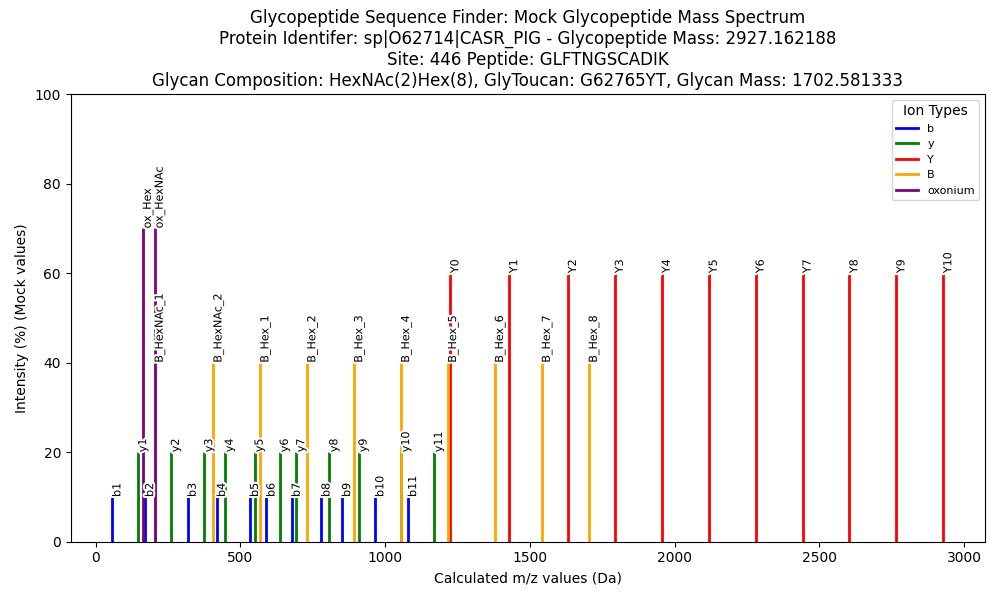 Glycopeptide Sequence Finder: Mock Glycopeptide Mass Spectrum
Protein Identifer: sp|O62714|CASR_PIG - Glycopeptide Mass: 2927.162188
Site: 446 Peptide: GLFTNGSCADIK
Glycan Composition: HexNAc(2)Hex(8), GlyToucan: G62765YT, Glycan Mass: 1702.581333
Intensity (%) (Mock values)
100
80
60
40
20
0
Ion Types
b
y
Y
B
oxonium
ox_Hex
ox_HexNAc
Y0
Y1
Y2
Y3
Y4
Y5
Y6
Y7
Y8
Y9
Y10
B_HexNAc_1
B_HexNAc_2
B_Hex_1
B_Hex_2
B_Hex_3
B_Hex_4
B_Hex_5
B_Hex_6
B_Hex_7
B_Hex_8
y1
y2
y3
y4
y5
y6
y7
y8
y9
y10
y11
b1
b2
b3
b4
b5
b6
b7
b8
b9
b10
b11
0
500
1000
1500
2000
2500
3000
Calculated m/z values (Da)